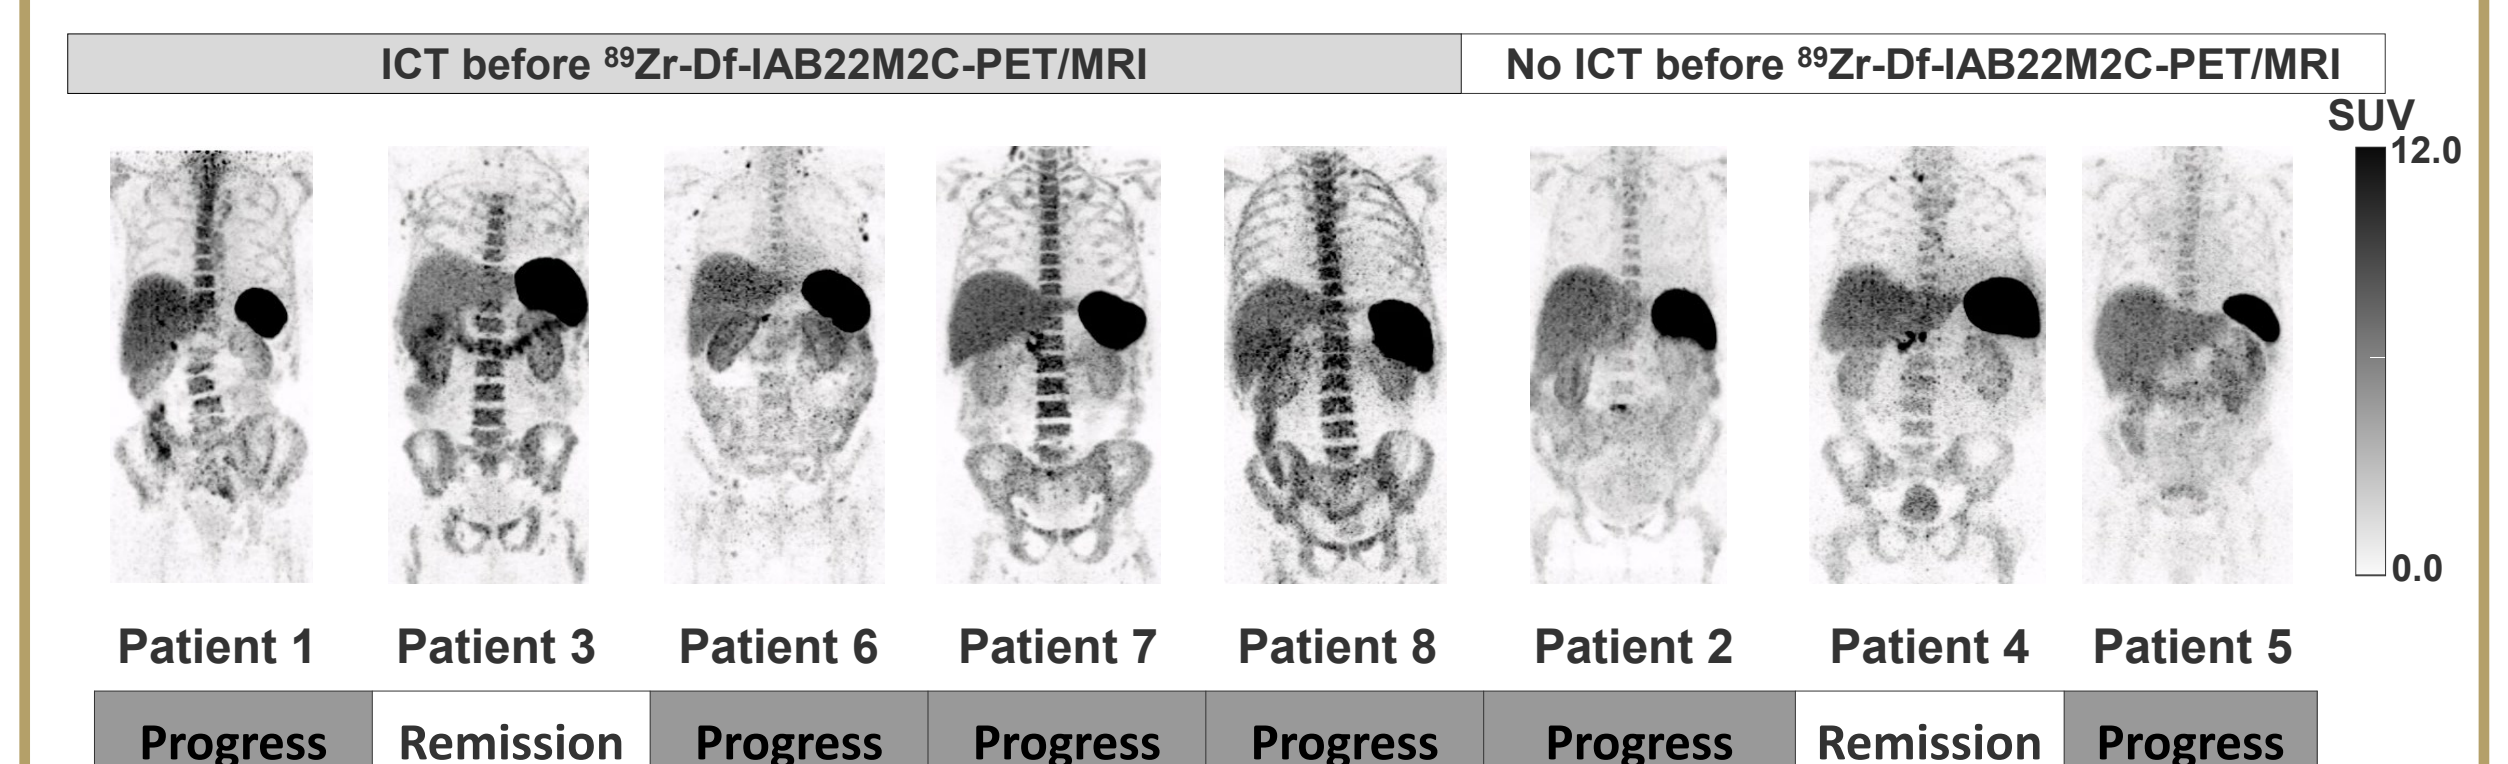 ICT before ⁸⁹Zr-Df-IAB22M2C-PET/MRI
No ICT before ⁸⁹Zr-Df-IAB22M2C-PET/MRI
SUV
12.0
0.0
Patient 1 Patient 3 Patient 6 Patient 7 Patient 8 Patient 2 Patient 4 Patient 5
Progress Remission Progress Progress Progress Progress Remission Progress